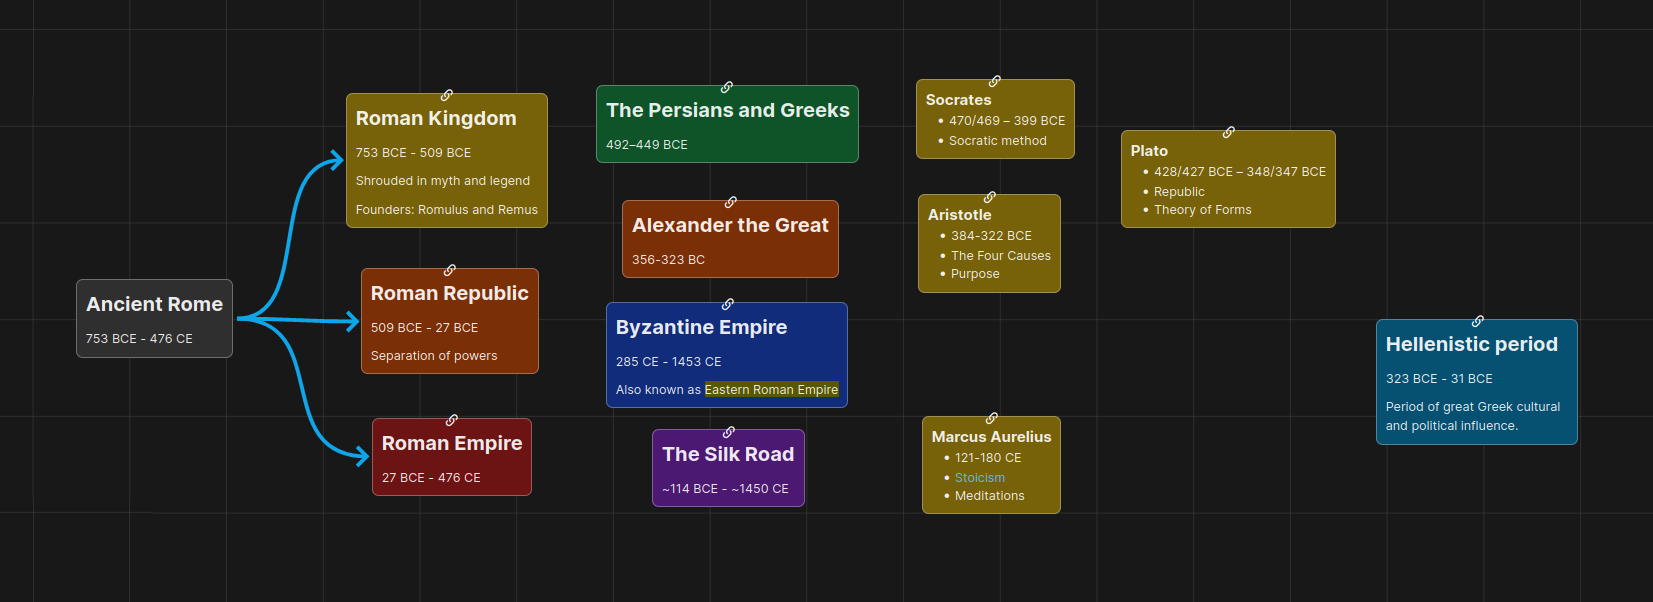 Ancient Rome
753 BCE - 476 CE
Roman Kingdom
753 BCE - 509 BCE
Shrouded in myth and legend
Founders: Romulus and Remus
Roman Republic
509 BCE - 27 BCE
Separation of powers
Roman Empire
27 BCE - 476 CE
The Persians and Greeks
492–449 BCE
Alexander the Great
356-323 BC
Byzantine Empire
285 CE - 1453 CE
Also known as Eastern Roman Empire
The Silk Road
~114 BCE - ~1450 CE
Socrates
• 470/469 – 399 BCE
• Socratic method
Aristotle
• 384-322 BCE
• The Four Causes
• Purpose
Marcus Aurelius
• 121-180 CE
• Stoicism
• Meditations
Plato
• 428/427 BCE – 348/347 BCE
• Republic
• Theory of Forms
Hellenistic period
323 BCE - 31 BCE
Period of great Greek cultural
and political influence.